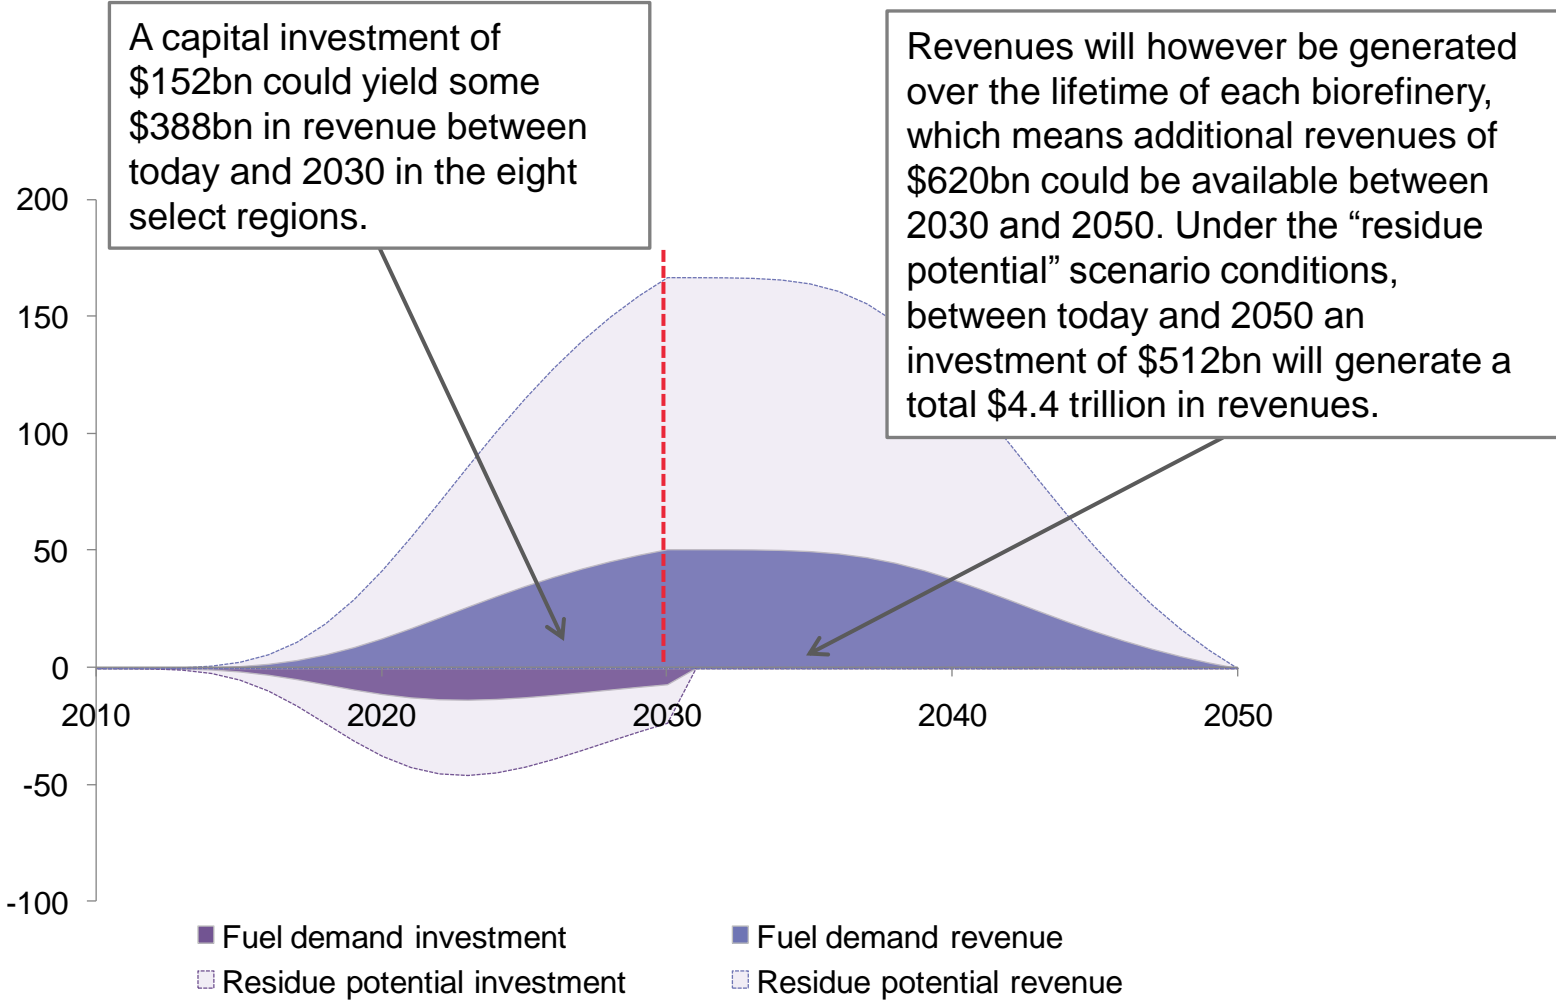 A capital investment of
$152bn could yield some
$388bn in revenue between
today and 2030 in the eight
select regions.
Revenues will however be generated
over the lifetime of each biorefinery,
which means additional revenues of
$620bn could be available between
2030 and 2050. Under the “residue
potential” scenario conditions,
between today and 2050 an
investment of $512bn will generate a
total $4.4 trillion in revenues.
200
150
100
50
0
-50
-100
2010 2020 2030 2040 2050
Fuel demand investment Fuel demand revenue
Residue potential investment Residue potential revenue